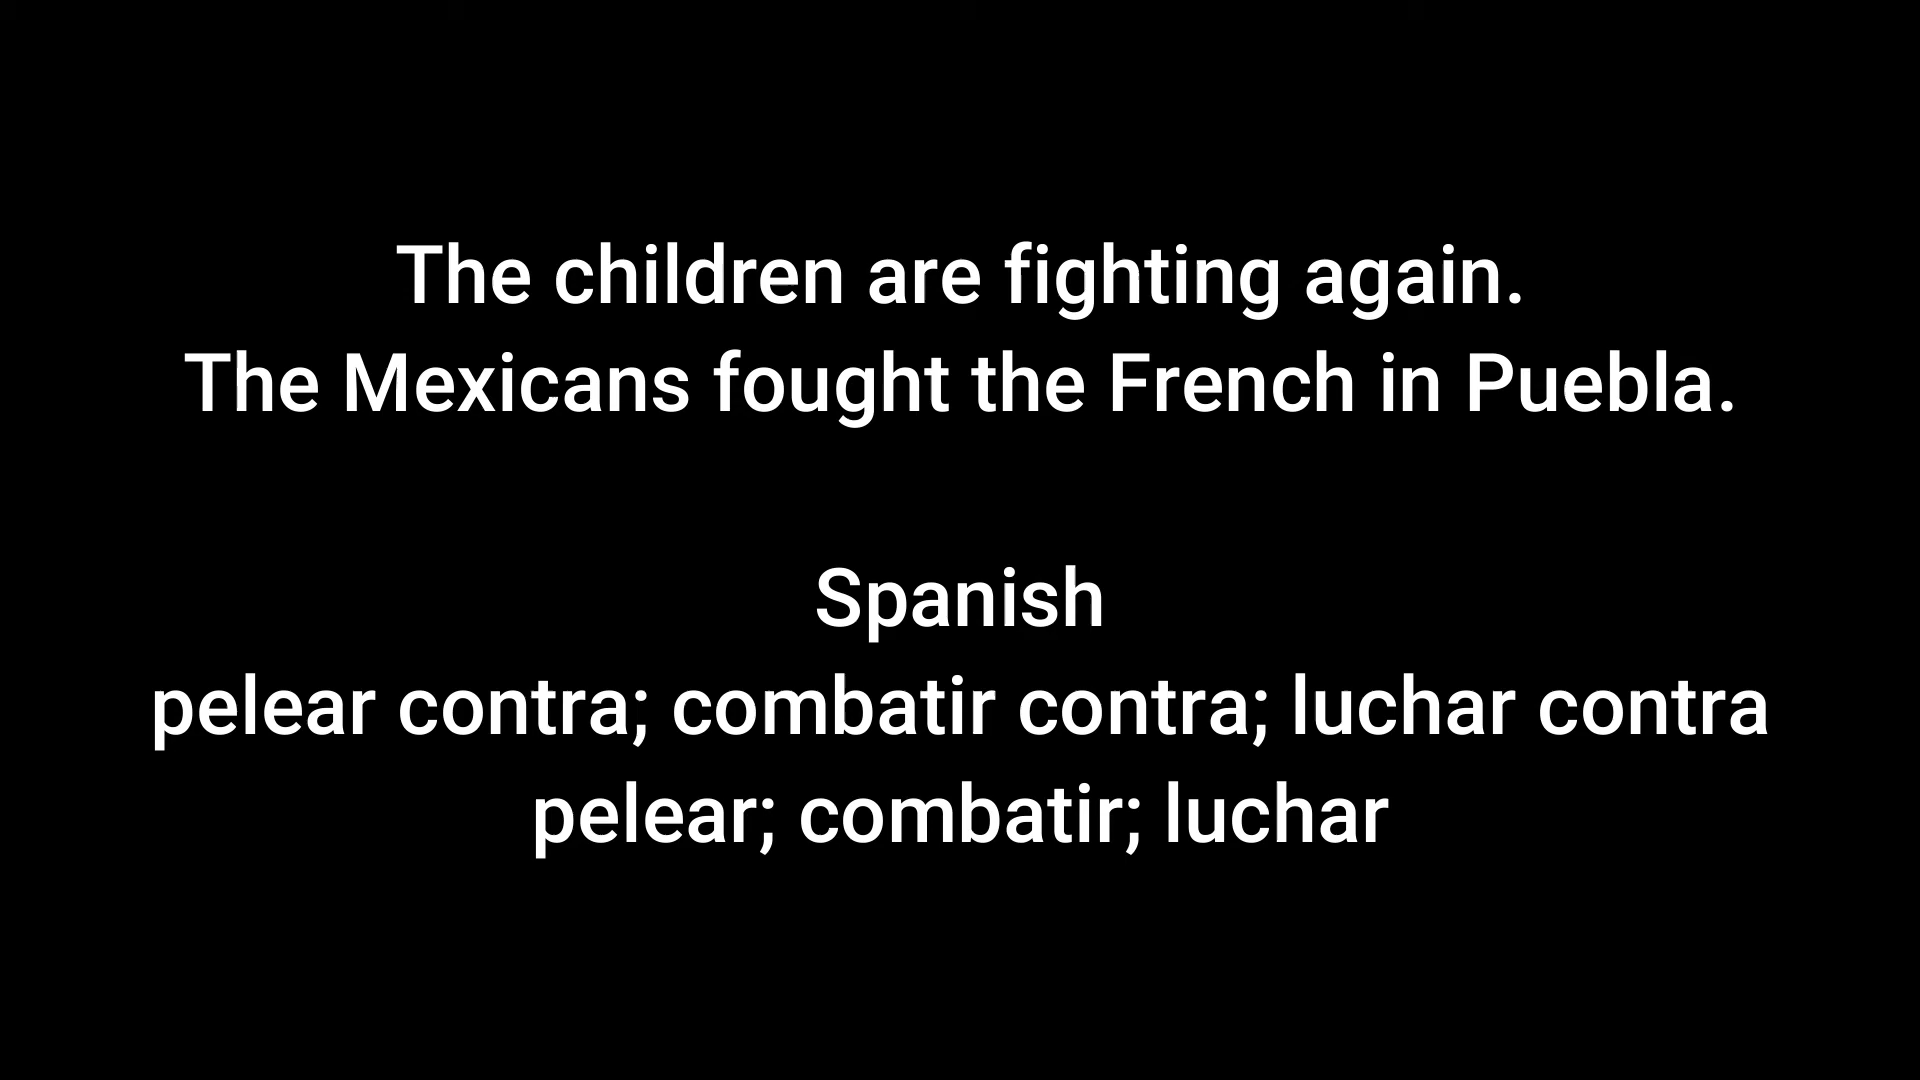 The children are fighting again.
The Mexicans fought the French in Puebla.
Spanish
pelear contra; combatir contra; luchar contra
pelear; combatir; luchar